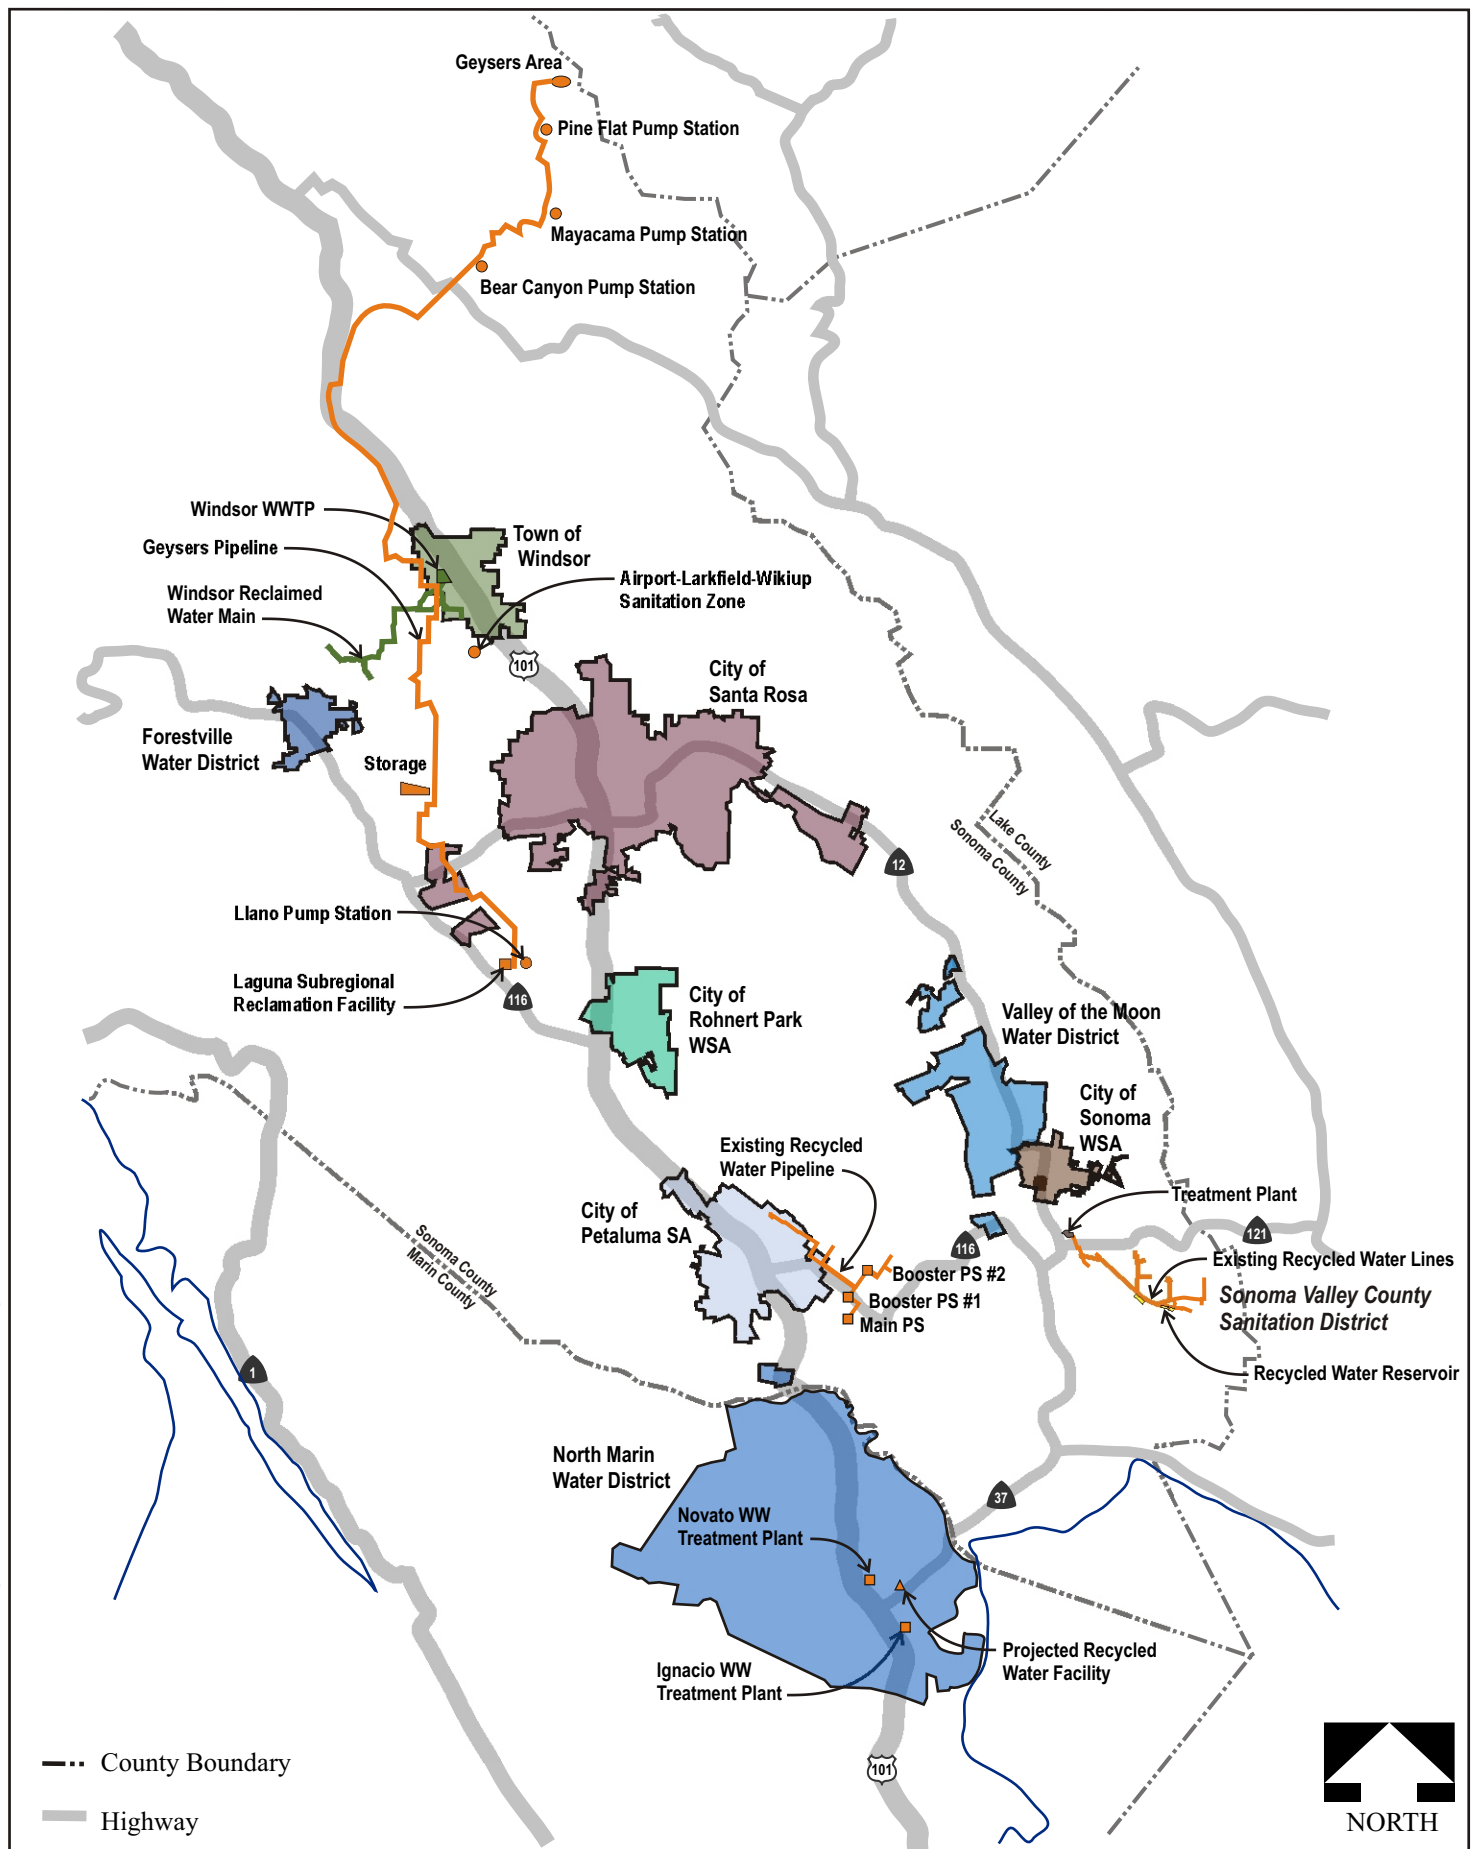 Geysers Area
Pine Flat Pump Station
Mayacama Pump Station
Bear Canyon Pump Station
Windsor WWTP
Town of
Windsor
Geysers Pipeline
Airport-Larkfield-Wikiup
Sanitation Zone
Windsor Reclaimed
Water Main
101
City of
Santa Rosa
Forestville
Water District
Storage
Lake County
Sonoma County
12
Llano Pump Station
Laguna Subregional
Reclamation Facility
116
City of
Rohnert Park
WSA
Valley of the Moon
Water District
City of
Sonoma
WSA
Existing Recycled
Water Pipeline
Treatment Plant
City of
Petaluma SA
121
116
Sonoma County
Marin County
Existing Recycled Water Lines
Booster PS #2
Booster PS #1
Main PS
Sonoma Valley County
Sanitation District
1
Recycled Water Reservoir
North Marin
Water District
37
Novato WW
Treatment Plant
Projected Recycled
Water Facility
Ignacio WW
Treatment Plant
101
County Boundary
Highway
NORTH